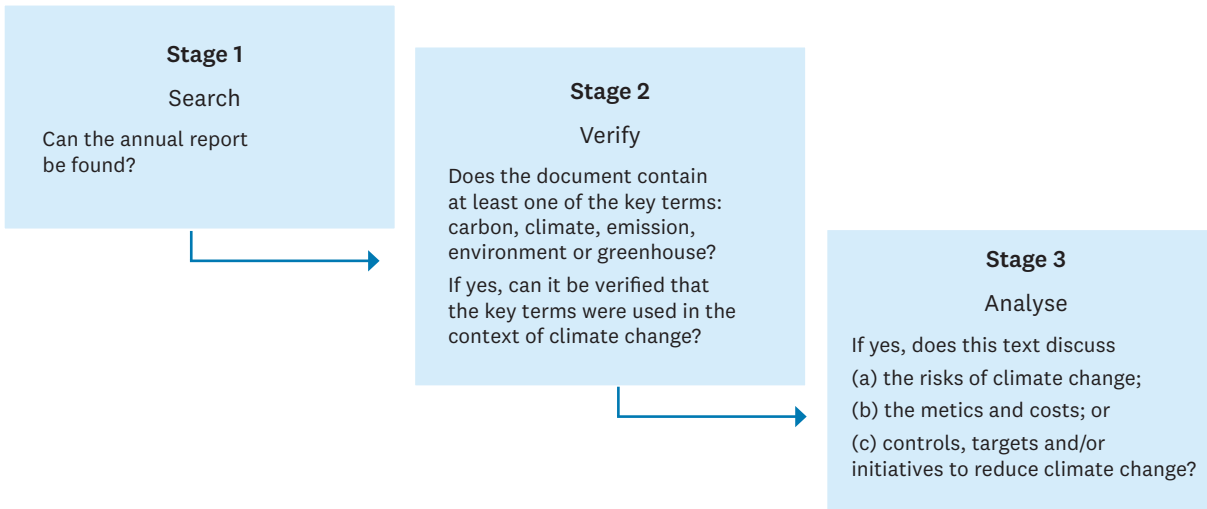 Stage 1
Search
Can the annual report
be found?
Stage 2
Verify
Does the document contain
at least one of the key terms:
carbon, climate, emission,
environment or greenhouse?
If yes, can it be verified that
the key terms were used in the
context of climate change?
Stage 3
Analyse
If yes, does this text discuss
(a) the risks of climate change;
(b) the metics and costs; or
(c) controls, targets and/or
initiatives to reduce climate change?